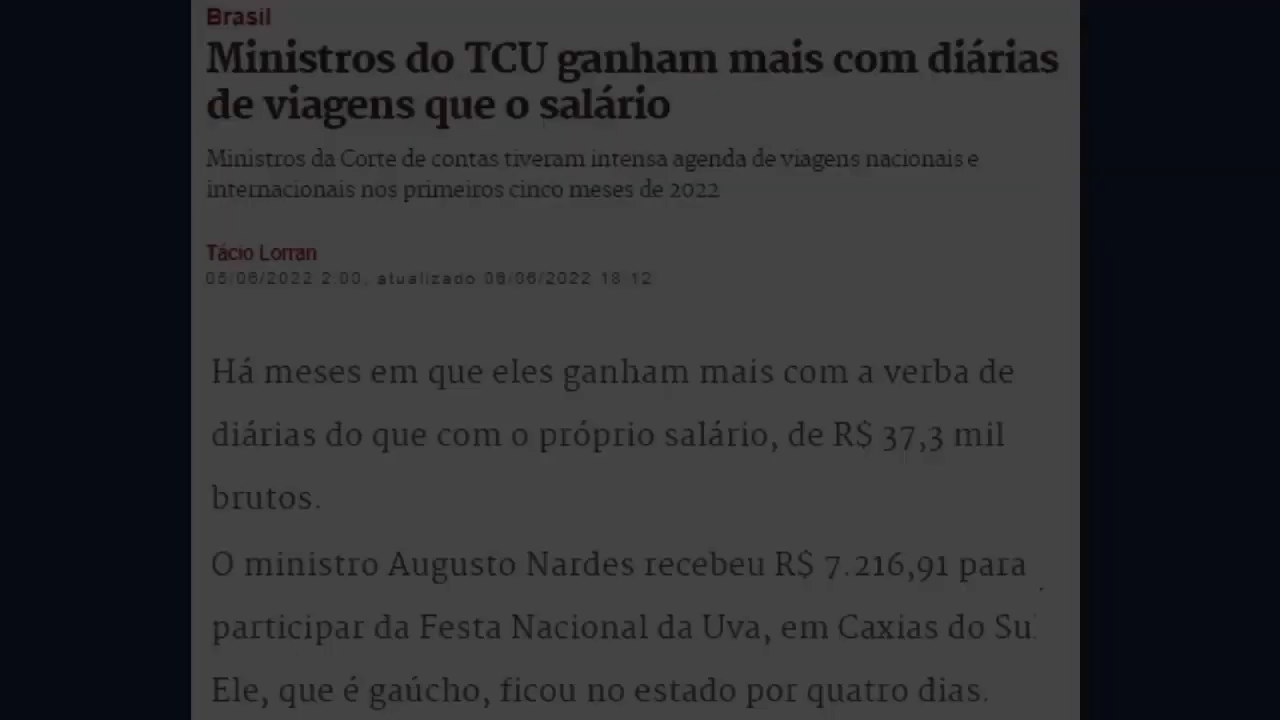 Brasil
Ministros do TCU ganham mais com diárias
de viagens que o salário
Ministros da Corte de contas tiveram intensa agenda de viagens nacionais e
internacionais nos primeiros cinco meses de 2022
Tácio Lorran
06/06/2022 2:00, atualizado 06/06/2022 18:12
Há meses em que eles ganham mais com a verba de
diárias do que com o próprio salário, de R$ 37,3 mil
brutos.
O ministro Augusto Nardes recebeu R$ 7.216,91 para
participar da Festa Nacional da Uva, em Caxias do Su
Ele, que é gaúcho, ficou no estado por quatro dias.